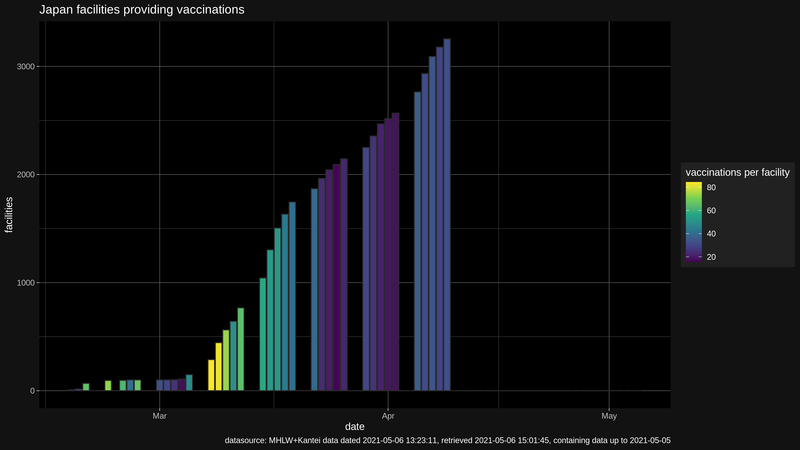 Japan facilities providing vaccinations
facilities
3000
2000
1000
0
Mar
Apr
May
date
vaccinations per facility
80
60
40
20
datasource: MHLW+Kantei data dated 2021-05-06 13:23:11, retrieved 2021-05-06 15:01:45, containing data up to 2021-05-05